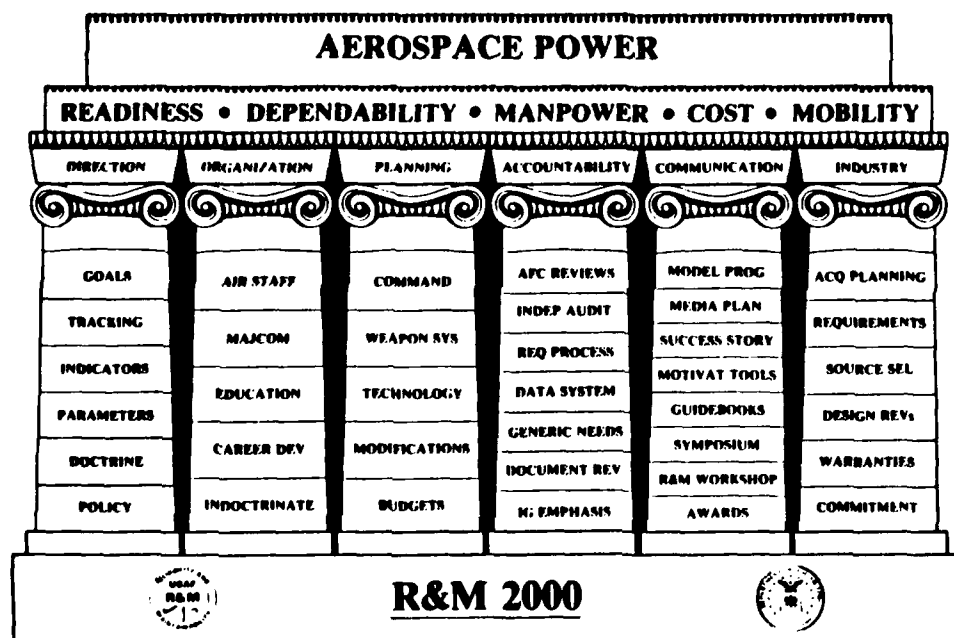 AEROSPACE POWER
READINESS • DEPENDABILITY • MANPOWER • COST • MOBILITY
DIRECTION
GOALS
TRACKING
INDICATORS
PARAMETERS
DOCTRINE
POLICY
ORGANIZATION
AIR STAFF
MAJCOM
EDUCATION
CAREER DEV
INDOCTRINATE
PLANNING
COMMAND
WEAPON SYS
TECHNOLOGY
MODIFICATIONS
BUDGETS
ACCOUNTABILITY
AFC REVIEWS
INDEP AUDIT
REQ PROCESS
DATA SYSTEM
GENERIC NEEDS
DOCUMENT REV
IG EMPHASIS
COMMUNICATION
MODEL PROG
MEDIA PLAN
SUCCESS STORY
MOTIVAT TOOLS
GUIDEBOOKS
SYMPOSIUM
R&M WORKSHOP
AWARDS
INDUSTRY
ACQ PLANNING
REQUIREMENTS
SOURCE SEL
DESIGN REVs
WARRANTIES
COMMITMENT
USAF
R&M
R&M 2000